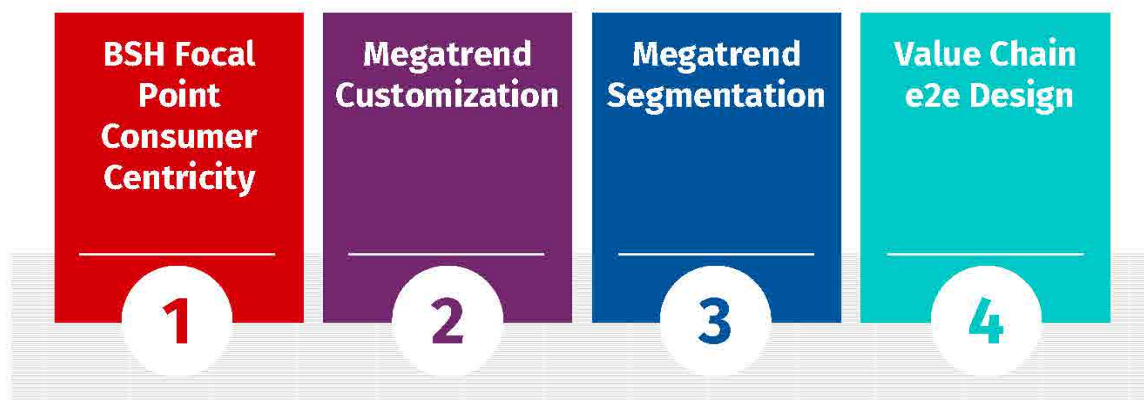 BSH Focal
Point
Consumer
Centricity
1
Megatrend
Customization
2
Megatrend
Segmentation
3
Value Chain
e2e Design
4